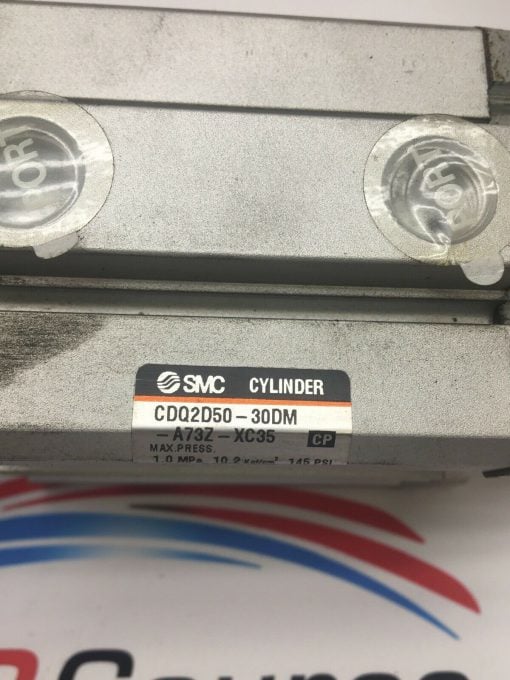 PORT
PORT
SMC CYLINDER
CDQ2D50-30DM
-A73Z-XC35 CP
MAX.PRESS.
1.0 MPa 10.2 Kgf/cm² 145 PSI